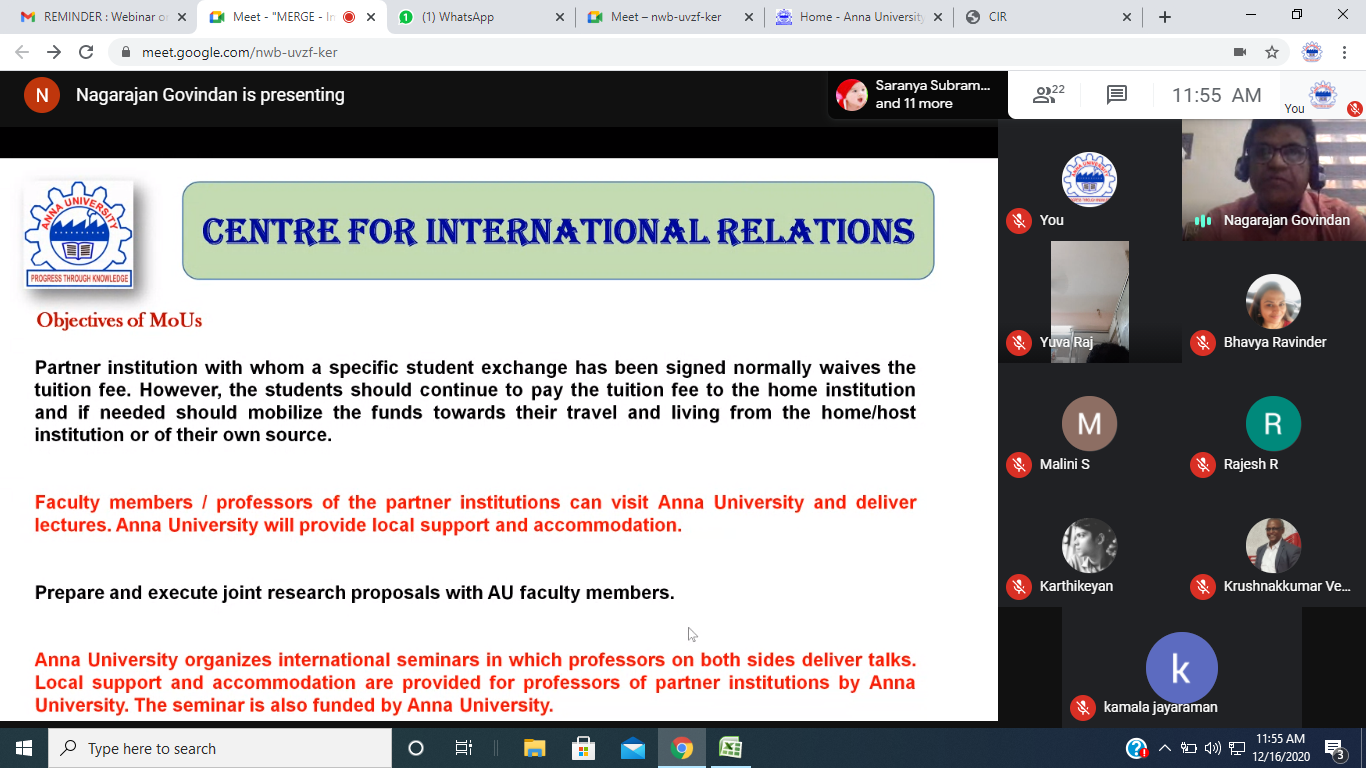 REMINDER : Webinar o
Meet - "MERGE - In
(1) WhatsApp
Meet – nwb-uvzf-ker
Home - Anna University
CIR
meet.google.com/nwb-uvzf-ker
N
Nagarajan Govindan is presenting
Saranya Subram...
and 11 more
22
11:55 AM
You
ANNA UNIVERSITY
PROGRESS THROUGH KNOWLEDGE
CENTRE FOR INTERNATIONAL RELATIONS
Objectives of MoUs
Partner institution with whom a specific student exchange has been signed normally waives the
tuition fee. However, the students should continue to pay the tuition fee to the home institution
and if needed should mobilize the funds towards their travel and living from the home/host
institution or of their own source.
Faculty members / professors of the partner institutions can visit Anna University and deliver
lectures. Anna University will provide local support and accommodation.
Prepare and execute joint research proposals with AU faculty members.
Anna University organizes international seminars in which professors on both sides deliver talks.
Local support and accommodation are provided for professors of partner institutions by Anna
University. The seminar is also funded by Anna University.
You
Nagarajan Govindan
Yuva Raj
Bhavya Ravinder
M
Malini S
R
Rajesh R
Karthikeyan
Krushnakkumar Ve...
k
kamala jayaraman
Type here to search
11:55 AM
12/16/2020
3